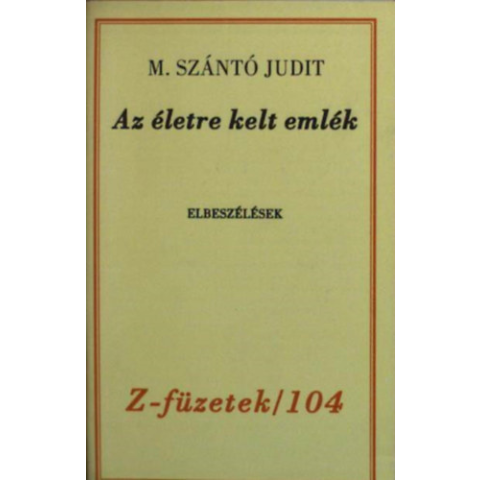 M. SZÁNTÓ JUDIT
Az életre kelt emlék
ELBESZÉLÉSEK
Z-füzetek/104